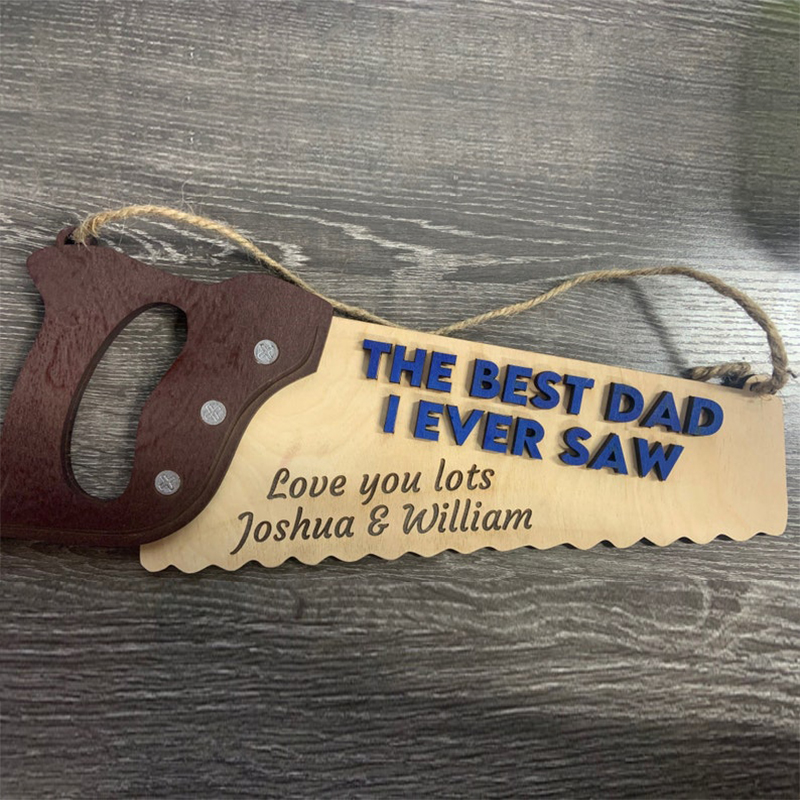 THE BEST DAD
I EVER SAW
Love you lots
Joshua & William